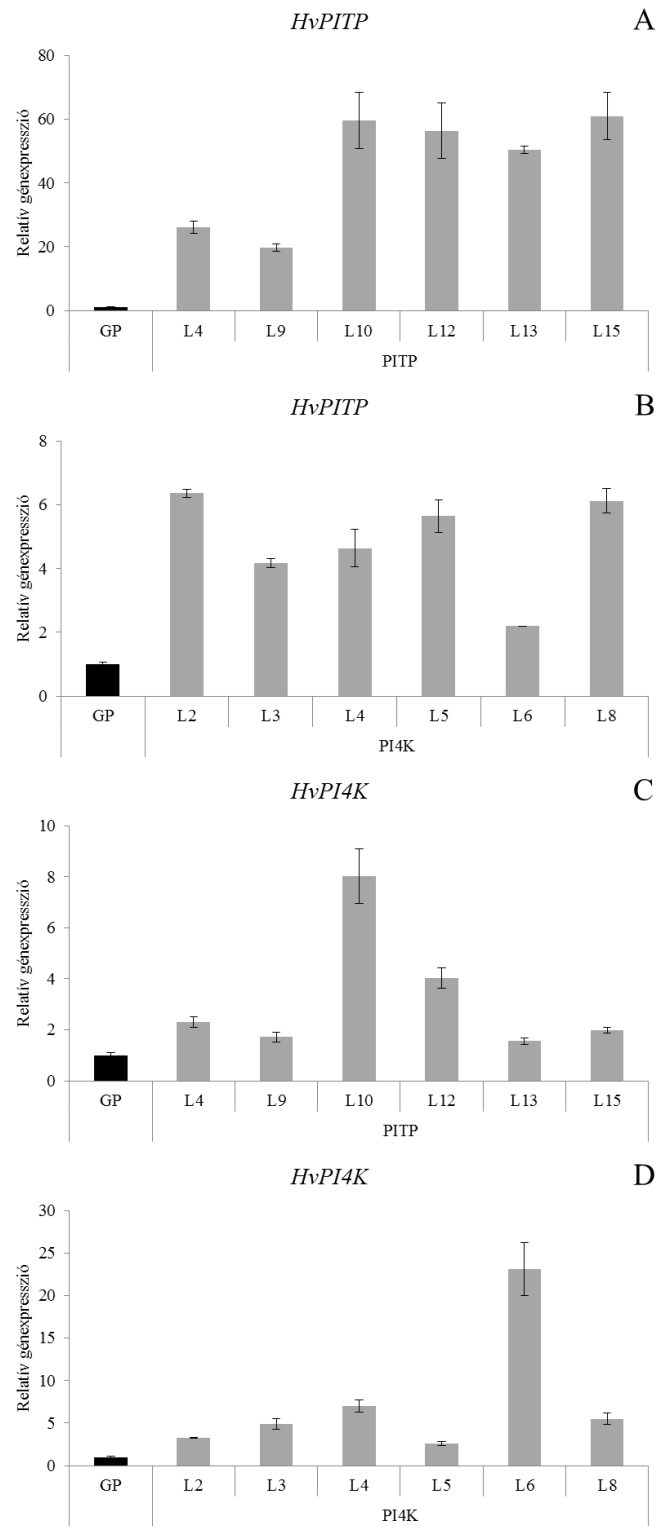 HvPITP A
80
60
40
20
0
Relatív génexpresszió
GP L4 L9 L10 L12 L13 L15
PITP
HvPITP B
8
6
4
2
0
Relatív génexpresszió
GP L2 L3 L4 L5 L6 L8
PI4K
HvPI4K C
10
8
6
4
2
0
Relatív génexpresszió
GP L4 L9 L10 L12 L13 L15
PITP
HvPI4K D
30
25
20
15
10
5
0
Relatív génexpresszió
GP L2 L3 L4 L5 L6 L8
PI4K